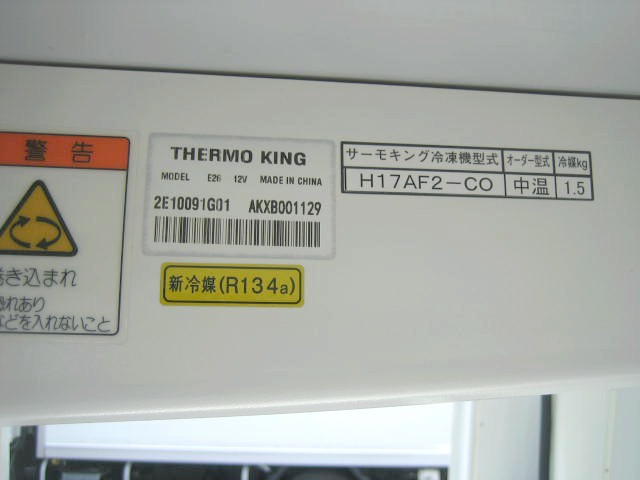 警告
き込まれ
れあり
などを入れないこと
THERMO KING
MODEL E26 12V MADE IN CHINA
2E10091G01 AKXB001129
新冷媒(R134a)
サーモキング冷凍機型式 オーダー型式 冷媒kg
H17AF2-CO 中温 1.5